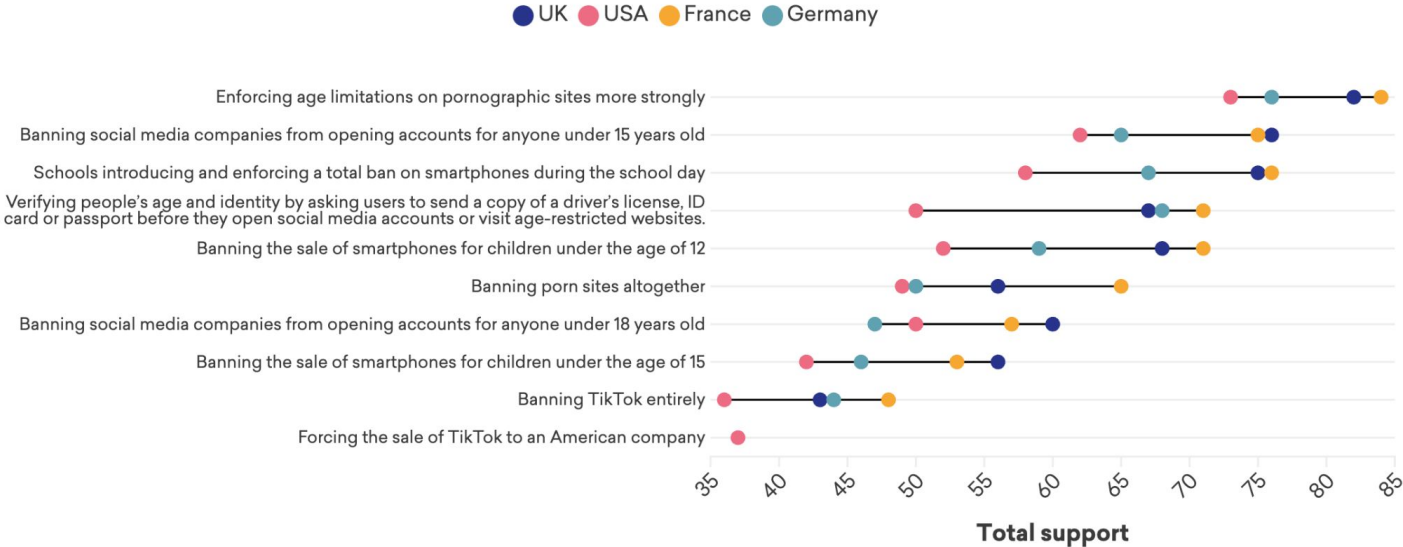 UK USA France Germany
Enforcing age limitations on pornographic sites more strongly
Banning social media companies from opening accounts for anyone under 15 years old
Schools introducing and enforcing a total ban on smartphones during the school day
Verifying people’s age and identity by asking users to send a copy of a driver’s license, ID
card or passport before they open social media accounts or visit age-restricted websites.
Banning the sale of smartphones for children under the age of 12
Banning porn sites altogether
Banning social media companies from opening accounts for anyone under 18 years old
Banning the sale of smartphones for children under the age of 15
Banning TikTok entirely
Forcing the sale of TikTok to an American company
35 40 45 50 55 60 65 70 75 80 85
Total support